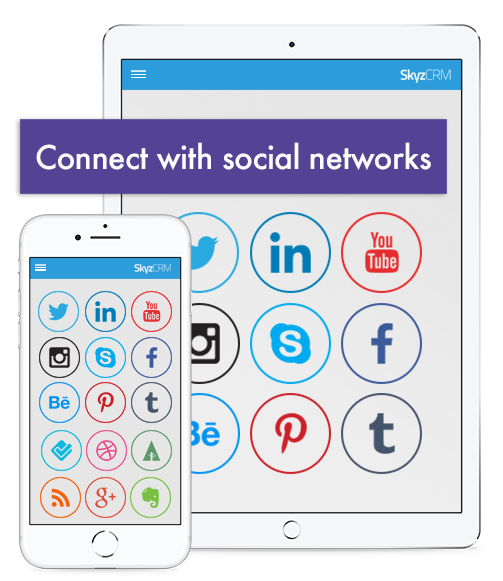 SkyzCRM
Connect with social networks
in
You
Tube
S
f
Bē
t
SkyzCRM
in
You
Tube
S
f
Bē
t
g+